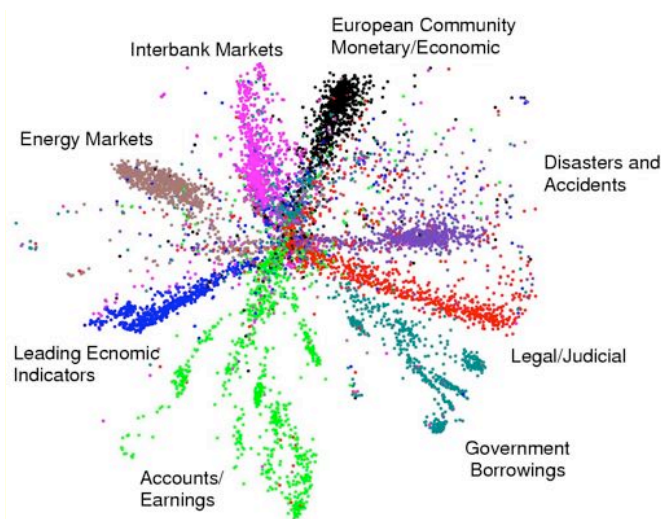 European Community
Monetary/Economic
Interbank Markets
Energy Markets
Disasters and
Accidents
Leading Ecnomic
Indicators
Legal/Judicial
Government
Borrowings
Accounts/
Earnings